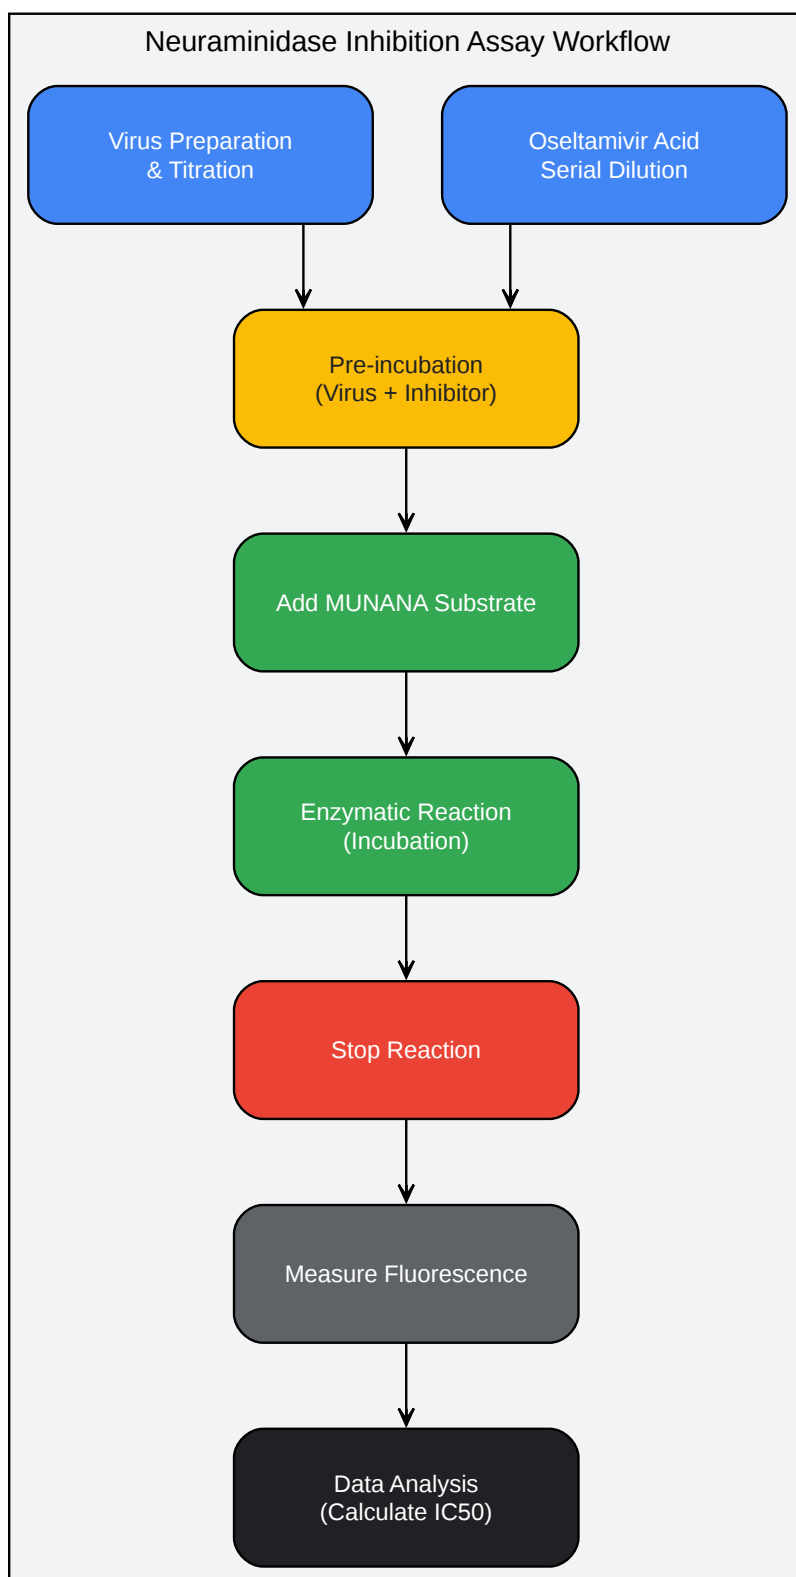 Neuraminidase Inhibition Assay Workflow
Virus Preparation
& Titration
Oseltamivir Acid
Serial Dilution
Pre-incubation
(Virus + Inhibitor)
Add MUNANA Substrate
Enzymatic Reaction
(Incubation)
Stop Reaction
Measure Fluorescence
Data Analysis
(Calculate IC50)